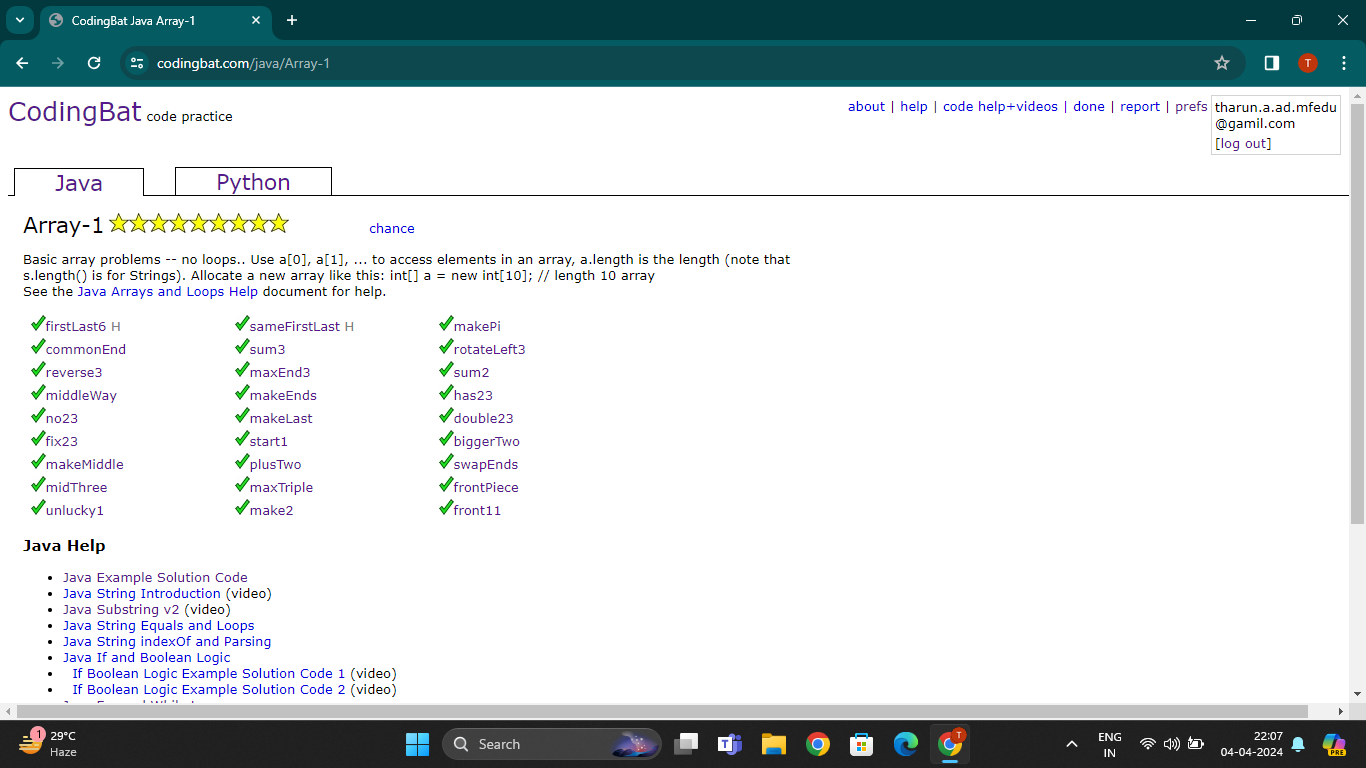 CodingBat Java Array-1
codingbat.com/java/Array-1
T
CodingBat code practice
about | help | code help+videos | done | report | prefs
tharun.a.ad.mfedu
@gamil.com
[log out]
Java
Python
Array-1
chance
Basic array problems -- no loops.. Use a[0], a[1], ... to access elements in an array, a.length is the length (note that
s.length() is for Strings). Allocate a new array like this: int[] a = new int[10]; // length 10 array
See the Java Arrays and Loops Help document for help.
firstLast6 H sameFirstLast H makePi
commonEnd sum3 rotateLeft3
reverse3 maxEnd3 sum2
middleWay makeEnds has23
no23 makeLast double23
fix23 start1 biggerTwo
makeMiddle plusTwo swapEnds
midThree maxTriple frontPiece
unlucky1 make2 front11
Java Help
Java Example Solution Code
Java String Introduction (video)
Java Substring v2 (video)
Java String Equals and Loops
Java String indexOf and Parsing
Java If and Boolean Logic
If Boolean Logic Example Solution Code 1 (video)
If Boolean Logic Example Solution Code 2 (video)
1
29°C
Haze
Search
T
ENG
IN
22:07
04-04-2024
PRE